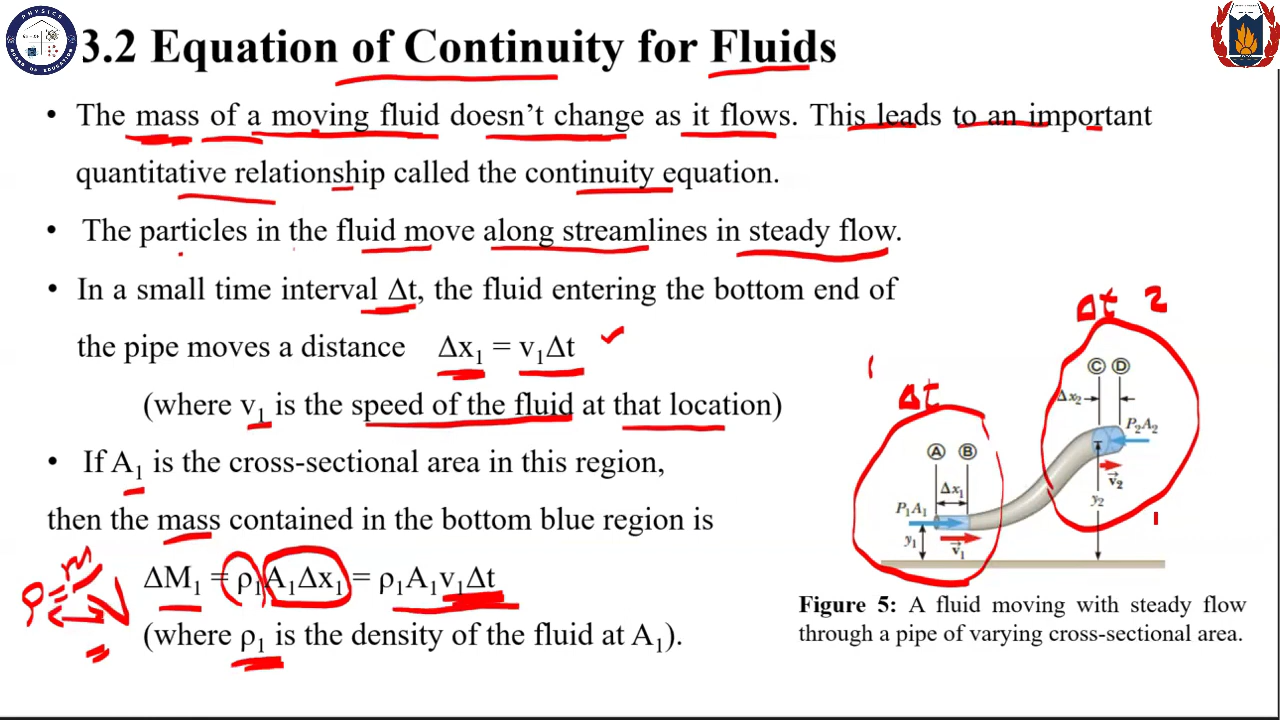 3.2 Equation of Continuity for Fluids
• The mass of a moving fluid doesn't change as it flows. This leads to an important
quantitative relationship called the continuity equation.
• The particles in the fluid move along streamlines in steady flow.
• In a small time interval Δt, the fluid entering the bottom end of
the pipe moves a distance Δx₁ = v₁Δt
(where v₁ is the speed of the fluid at that location)
• If A₁ is the cross-sectional area in this region,
then the mass contained in the bottom blue region is
ΔM₁ = ρ₁A₁Δx₁ = ρ₁A₁v₁Δt
(where ρ₁ is the density of the fluid at A₁).
ρ = m/V
1
Δt
Δt 2
Ⓒ Ⓓ
Δx₂
P₂A₂
v⃗₂
y₂
Ⓐ Ⓑ
Δx₁
P₁A₁
y₁
v⃗₁
Figure 5: A fluid moving with steady flow
through a pipe of varying cross-sectional area.
PHYSICS